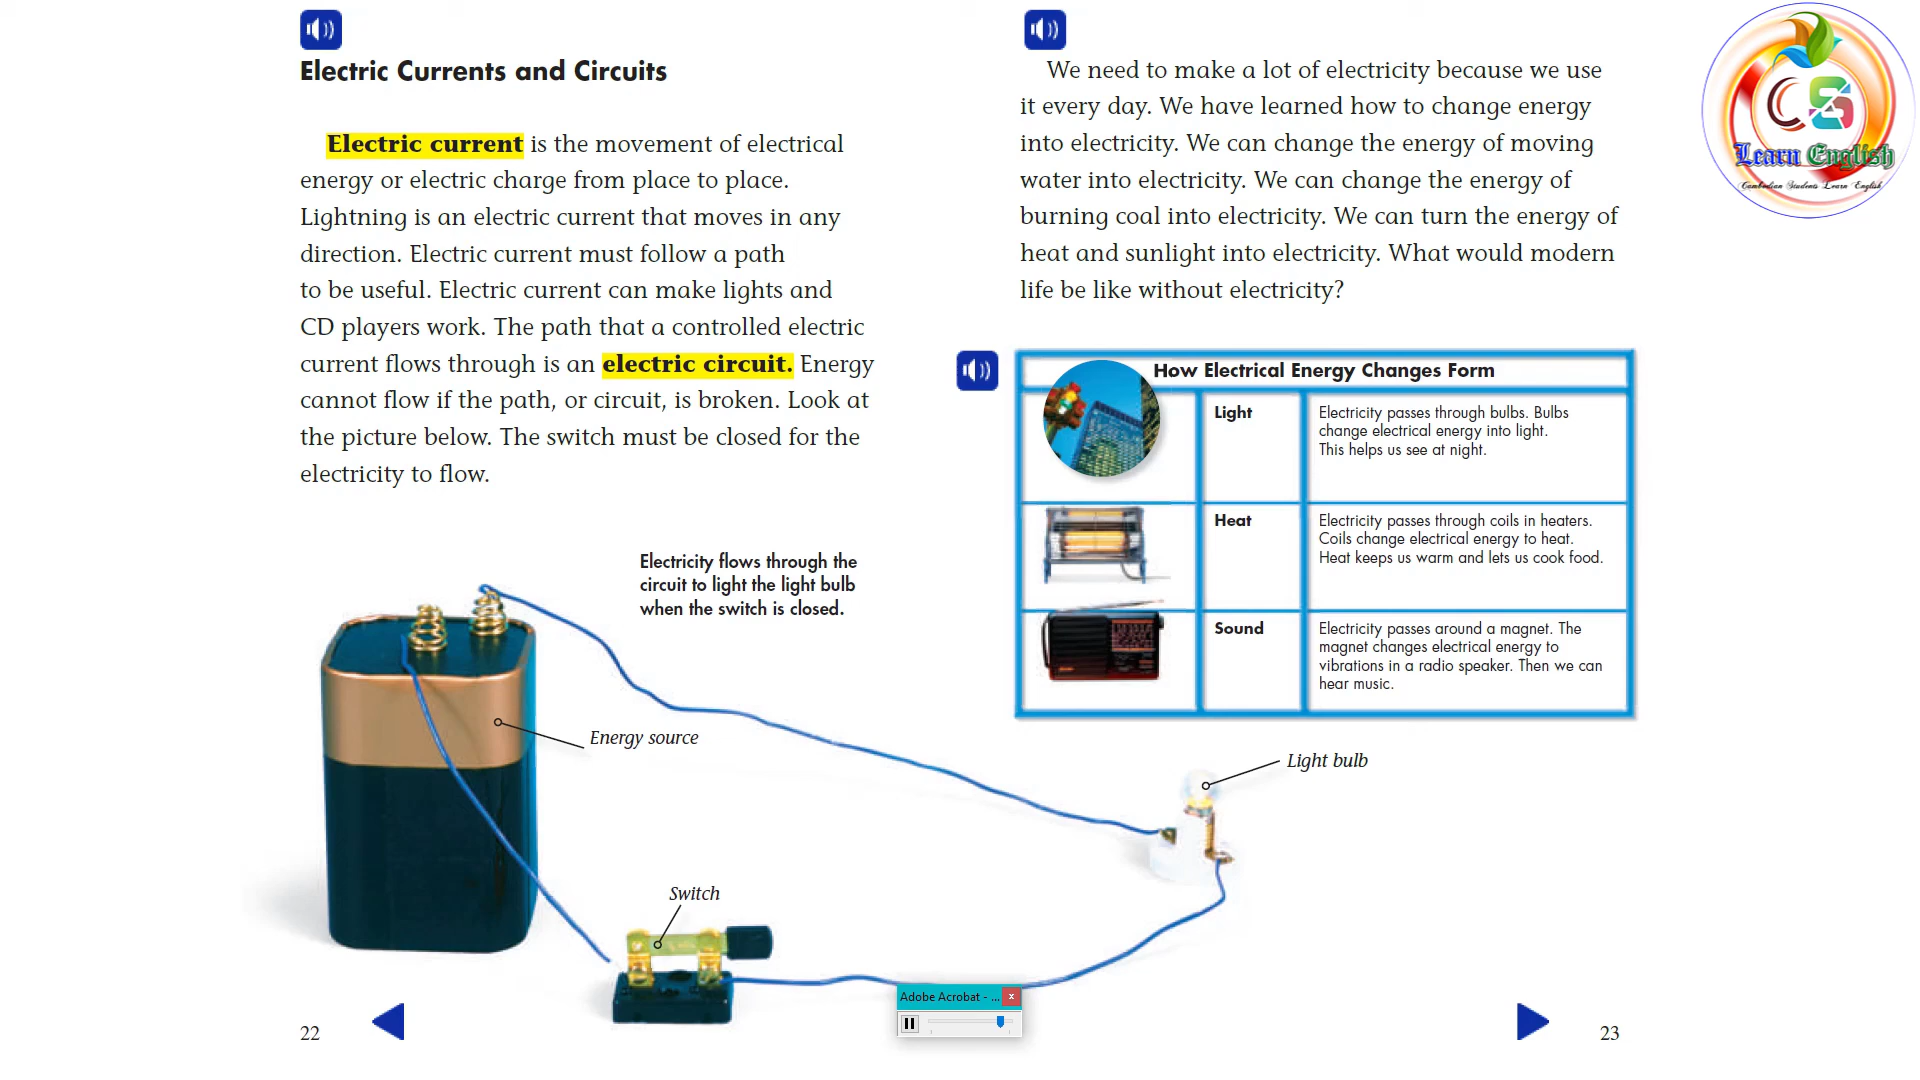 Electric Currents and Circuits
Electric current is the movement of electrical
energy or electric charge from place to place.
Lightning is an electric current that moves in any
direction. Electric current must follow a path
to be useful. Electric current can make lights and
CD players work. The path that a controlled electric
current flows through is an electric circuit. Energy
cannot flow if the path, or circuit, is broken. Look at
the picture below. The switch must be closed for the
electricity to flow.
Electricity flows through the
circuit to light the light bulb
when the switch is closed.
Energy source
Switch
22
We need to make a lot of electricity because we use
it every day. We have learned how to change energy
into electricity. We can change the energy of moving
water into electricity. We can change the energy of
burning coal into electricity. We can turn the energy of
heat and sunlight into electricity. What would modern
life be like without electricity?
How Electrical Energy Changes Form
Light
Electricity passes through bulbs. Bulbs
change electrical energy into light.
This helps us see at night.
Heat
Electricity passes through coils in heaters.
Coils change electrical energy to heat.
Heat keeps us warm and lets us cook food.
Sound
Electricity passes around a magnet. The
magnet changes electrical energy to
vibrations in a radio speaker. Then we can
hear music.
Light bulb
23
Adobe Acrobat - ...
x
CS
Learn English
Cambodian Students Learn English